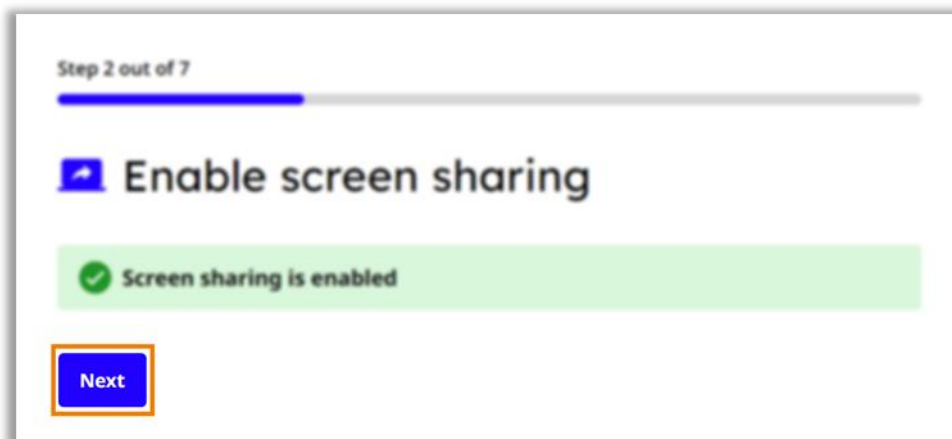 Step 2 out of 7
Enable screen sharing
Screen sharing is enabled
Next